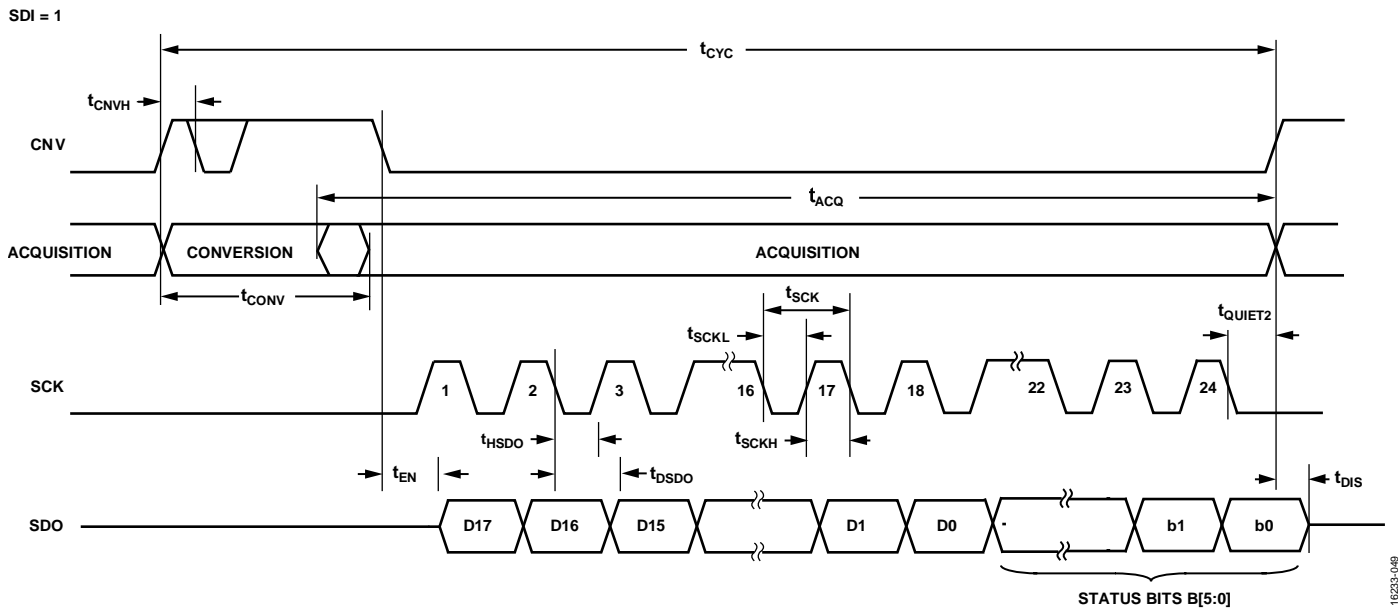 SDI = 1
tCYC
tCNVH
CNV
tACQ
ACQUISITION
CONVERSION
ACQUISITION
tCONV
tSCK
tQUIET2
tSCKL
SCK
1
2
3
16
17
18
22
23
24
tHSDO
tSCKH
tEN
tDSDO
tDIS
SDO
D17
D16
D15
D1
D0
b1
b0
STATUS BITS B[5:0]
16233-049